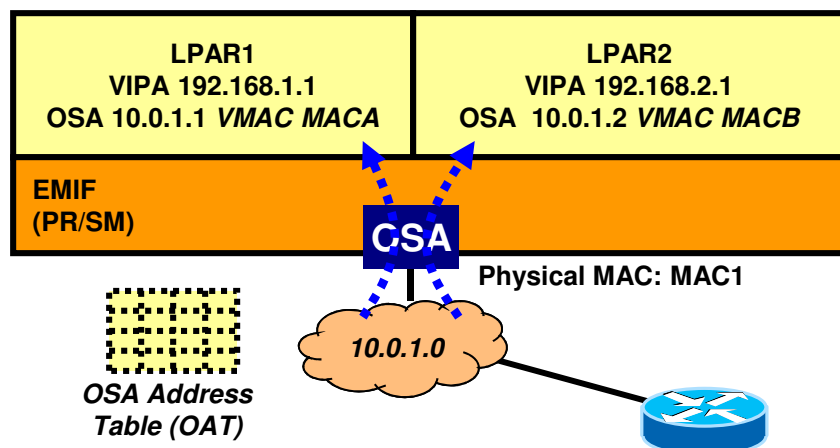 LPAR1
VIPA 192.168.1.1
OSA 10.0.1.1 VMAC MACA
LPAR2
VIPA 192.168.2.1
OSA 10.0.1.2 VMAC MACB
EMIF
(PR/SM)
OSA
Physical MAC: MAC1
10.0.1.0
OSA Address
Table (OAT)